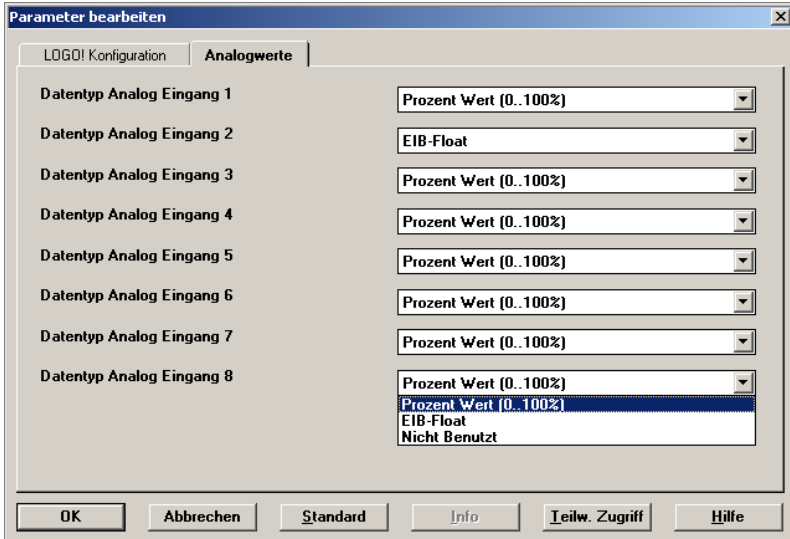 Parameter bearbeiten
LOGO! Konfiguration
Analogwerte
Datentyp Analog Eingang 1
Prozent Wert (0..100%)
Datentyp Analog Eingang 2
EIB-Float
Datentyp Analog Eingang 3
Prozent Wert (0..100%)
Datentyp Analog Eingang 4
Prozent Wert (0..100%)
Datentyp Analog Eingang 5
Prozent Wert (0..100%)
Datentyp Analog Eingang 6
Prozent Wert (0..100%)
Datentyp Analog Eingang 7
Prozent Wert (0..100%)
Datentyp Analog Eingang 8
Prozent Wert (0..100%)
Prozent Wert (0..100%)
EIB-Float
Nicht Benutzt
OK
Abbrechen
Standard
Info
Teilw. Zugriff
Hilfe